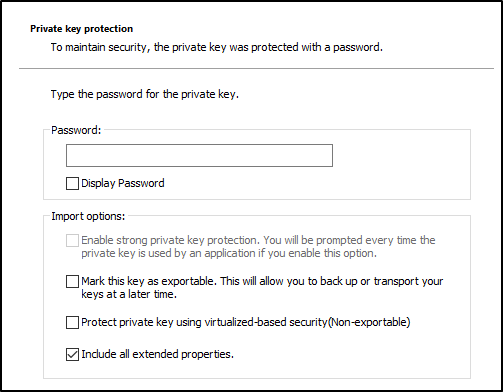 Private key protection
To maintain security, the private key was protected with a password.
Type the password for the private key.
Password:
Display Password
Import options:
Enable strong private key protection. You will be prompted every time the
private key is used by an application if you enable this option.
Mark this key as exportable. This will allow you to back up or transport your
keys at a later time.
Protect private key using virtualized-based security(Non-exportable)
Include all extended properties.